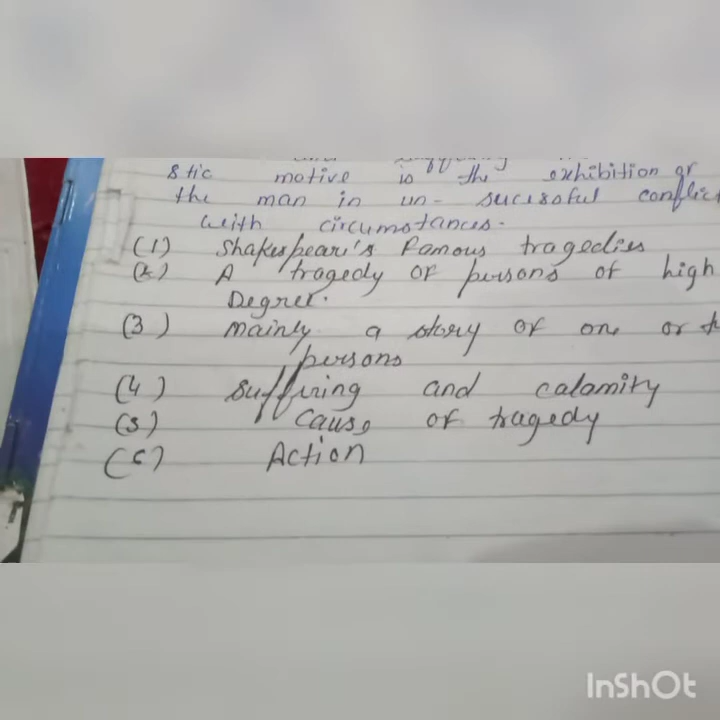 stic motive is the exhibition of
the man in un- sucessful conflict
with circumstances.
(1) Shakespear's Famous tragedies
(2) A tragedy of persons of high
Degree.
(3) mainly a story of one or
persons
(4) suffering and calamity
(5) Cause of tragedy
(6) Action
InShOt